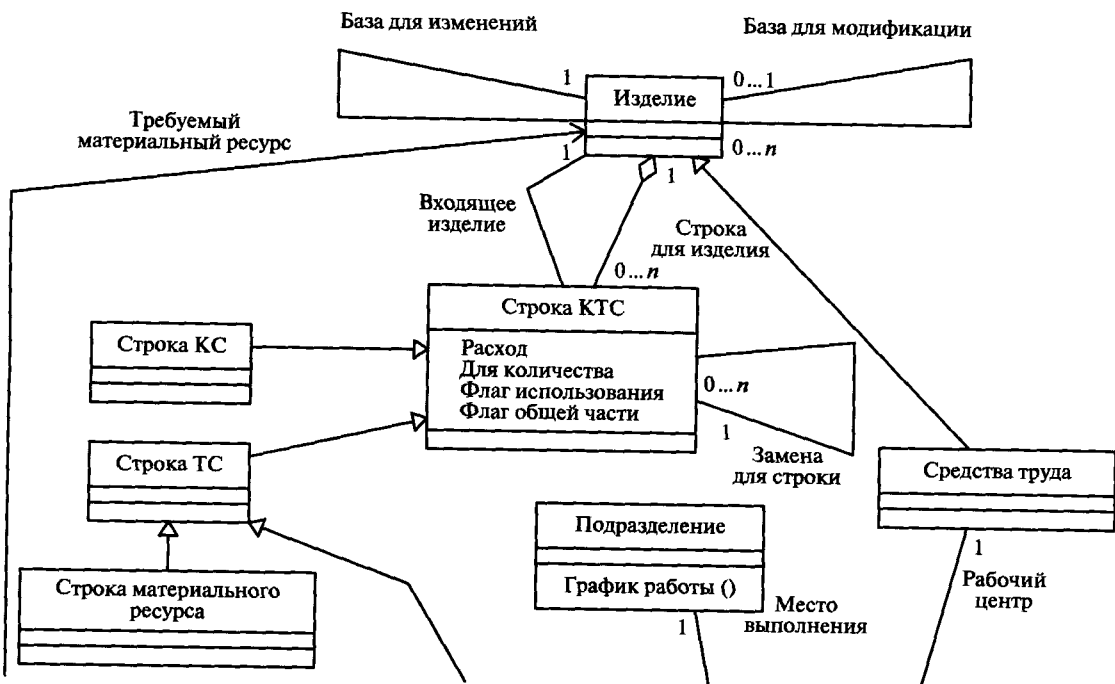 База для изменений
База для модификации
1
0...1
Изделие
Требуемый
материальный ресурс
1
1
0...n
Входящее
изделие
Строка
для изделия
0...n
Строка КТС
Строка КС
Расход
Для количества
Флаг использования
Флаг общей части
0...n
1
Строка ТС
Замена
для строки
Средства труда
Подразделение
График работы ()
1
Рабочий
центр
Строка материального
ресурса
Место
выполнения
1